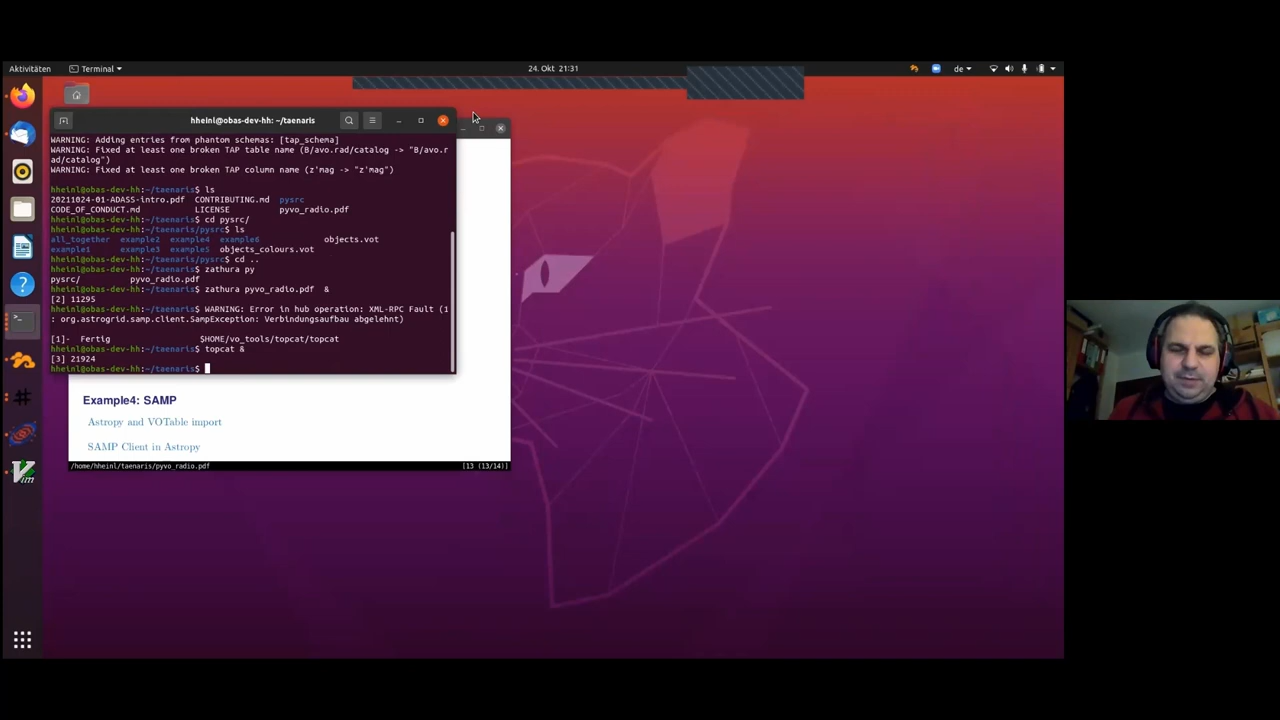 Aktivitäten
Terminal
24. Okt 21:31
de
hheinl@obas-dev-hh: ~/taenaris
WARNING: Adding entries from phantom schemas: [tap_schema]
WARNING: Fixed at least one broken TAP table name (B/avo.rad/catalog -> "B/avo.r
ad/catalog")
WARNING: Fixed at least one broken TAP column name (z'mag -> "z'mag")
hheinl@obas-dev-hh:~/taenaris$ ls
20211024-01-ADASS-intro.pdf CONTRIBUTING.md pysrc
CODE_OF_CONDUCT.md LICENSE pyvo_radio.pdf
hheinl@obas-dev-hh:~/taenaris$ cd pysrc/
hheinl@obas-dev-hh:~/taenaris/pysrc$ ls
all_together example2 example4 example6 objects.vot
example1 example3 example5 objects_colours.vot
hheinl@obas-dev-hh:~/taenaris/pysrc$ cd ..
hheinl@obas-dev-hh:~/taenaris$ zathura py
pysrc/ pyvo_radio.pdf
hheinl@obas-dev-hh:~/taenaris$ zathura pyvo_radio.pdf &
[2] 11295
hheinl@obas-dev-hh:~/taenaris$ WARNING: Error in hub operation: XML-RPC Fault (1
: org.astrogrid.samp.client.SampException: Verbindungsaufbau abgelehnt)
[1]- Fertig $HOME/vo_tools/topcat/topcat
hheinl@obas-dev-hh:~/taenaris$ topcat &
[3] 21924
hheinl@obas-dev-hh:~/taenaris$
Example4: SAMP
Astropy and VOTable import
SAMP Client in Astropy
/home/hheinl/taenaris/pyvo_radio.pdf [13 (13/14)]